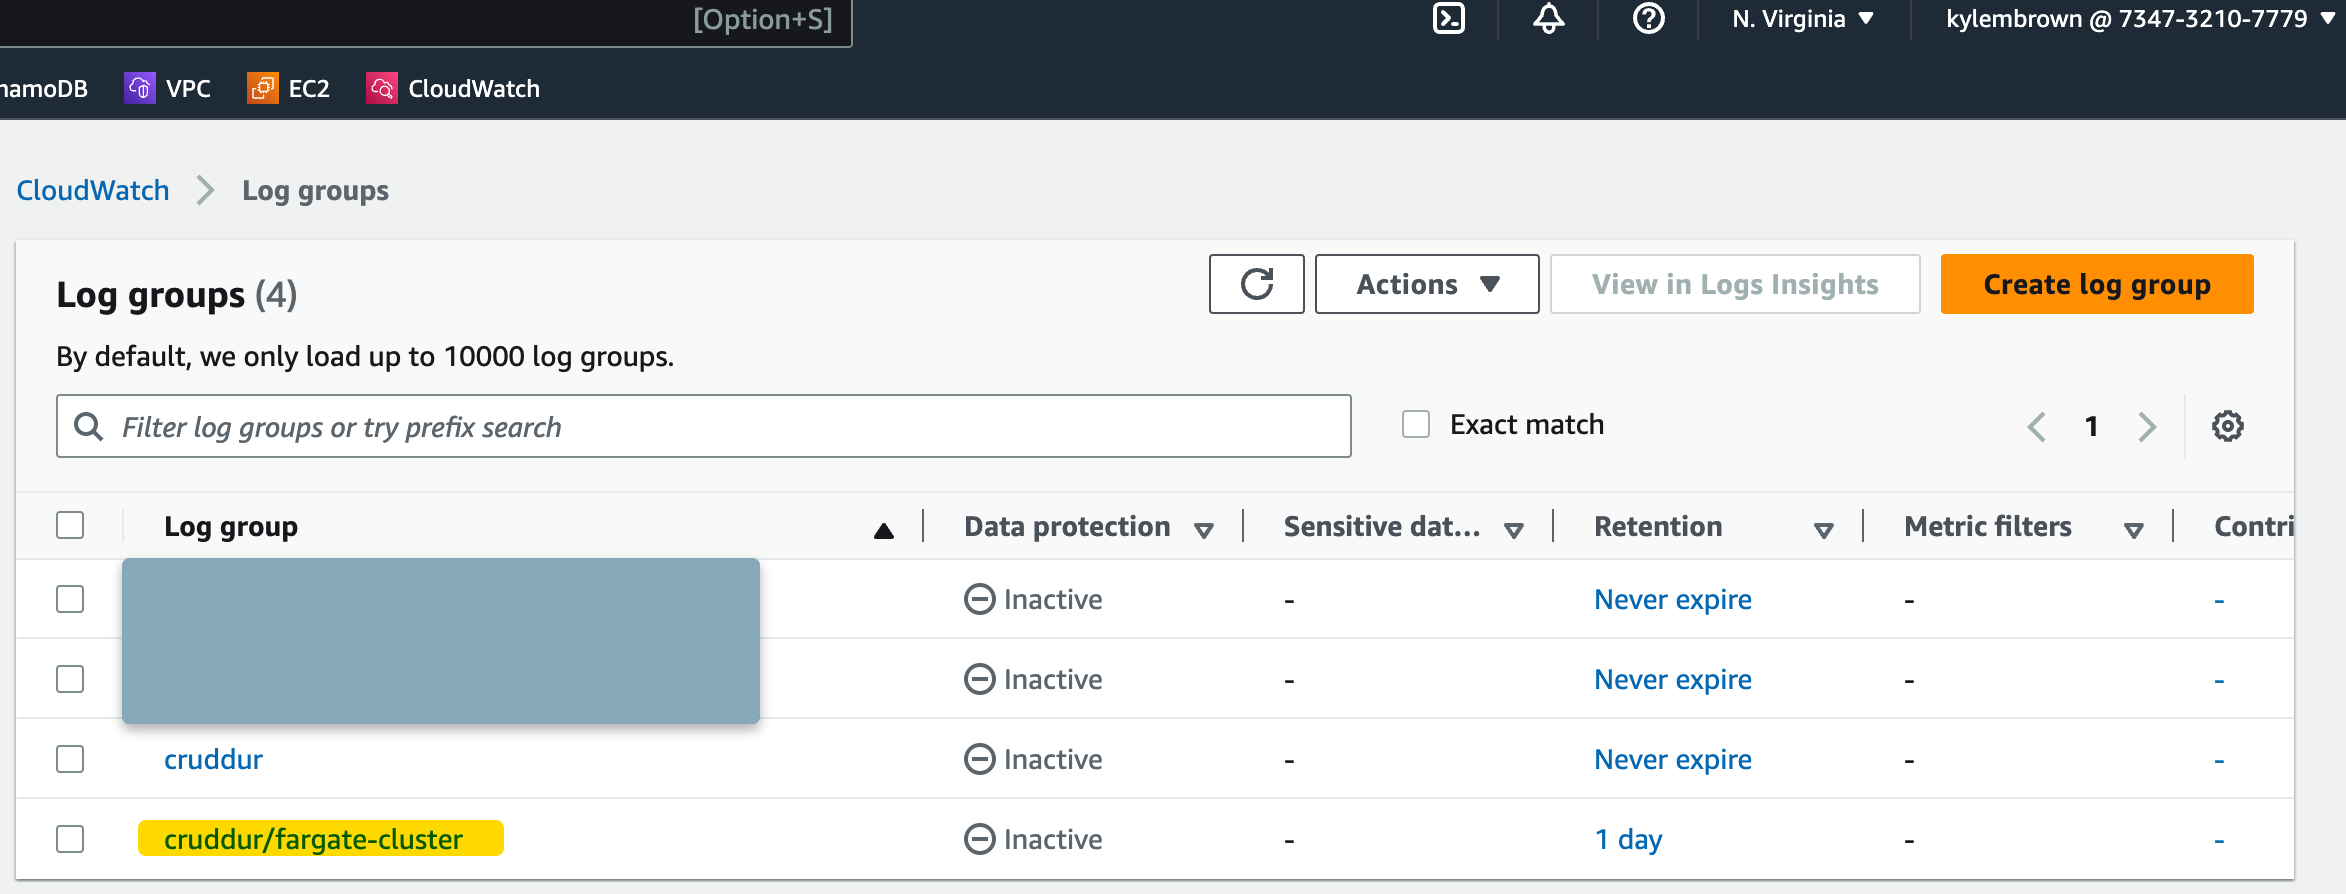 [Option+S] N. Virginia ▼ kylembrown @ 7347-3210-7779 ▼
namoDB VPC EC2 CloudWatch
CloudWatch > Log groups
Log groups (4) Actions ▼ View in Logs Insights Create log group
By default, we only load up to 10000 log groups.
Filter log groups or try prefix search Exact match < 1 >
Log group Data protection Sensitive dat... Retention Metric filters Contri
Inactive - Never expire - -
Inactive - Never expire - -
cruddur Inactive - Never expire - -
cruddur/fargate-cluster Inactive - 1 day - -